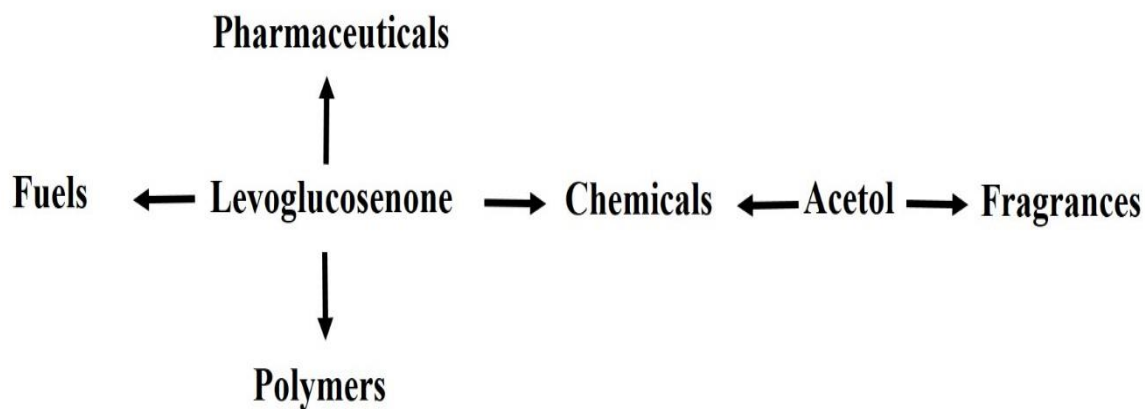 Pharmaceuticals
Fuels Levoglucosenone Chemicals Acetol Fragrances
Polymers